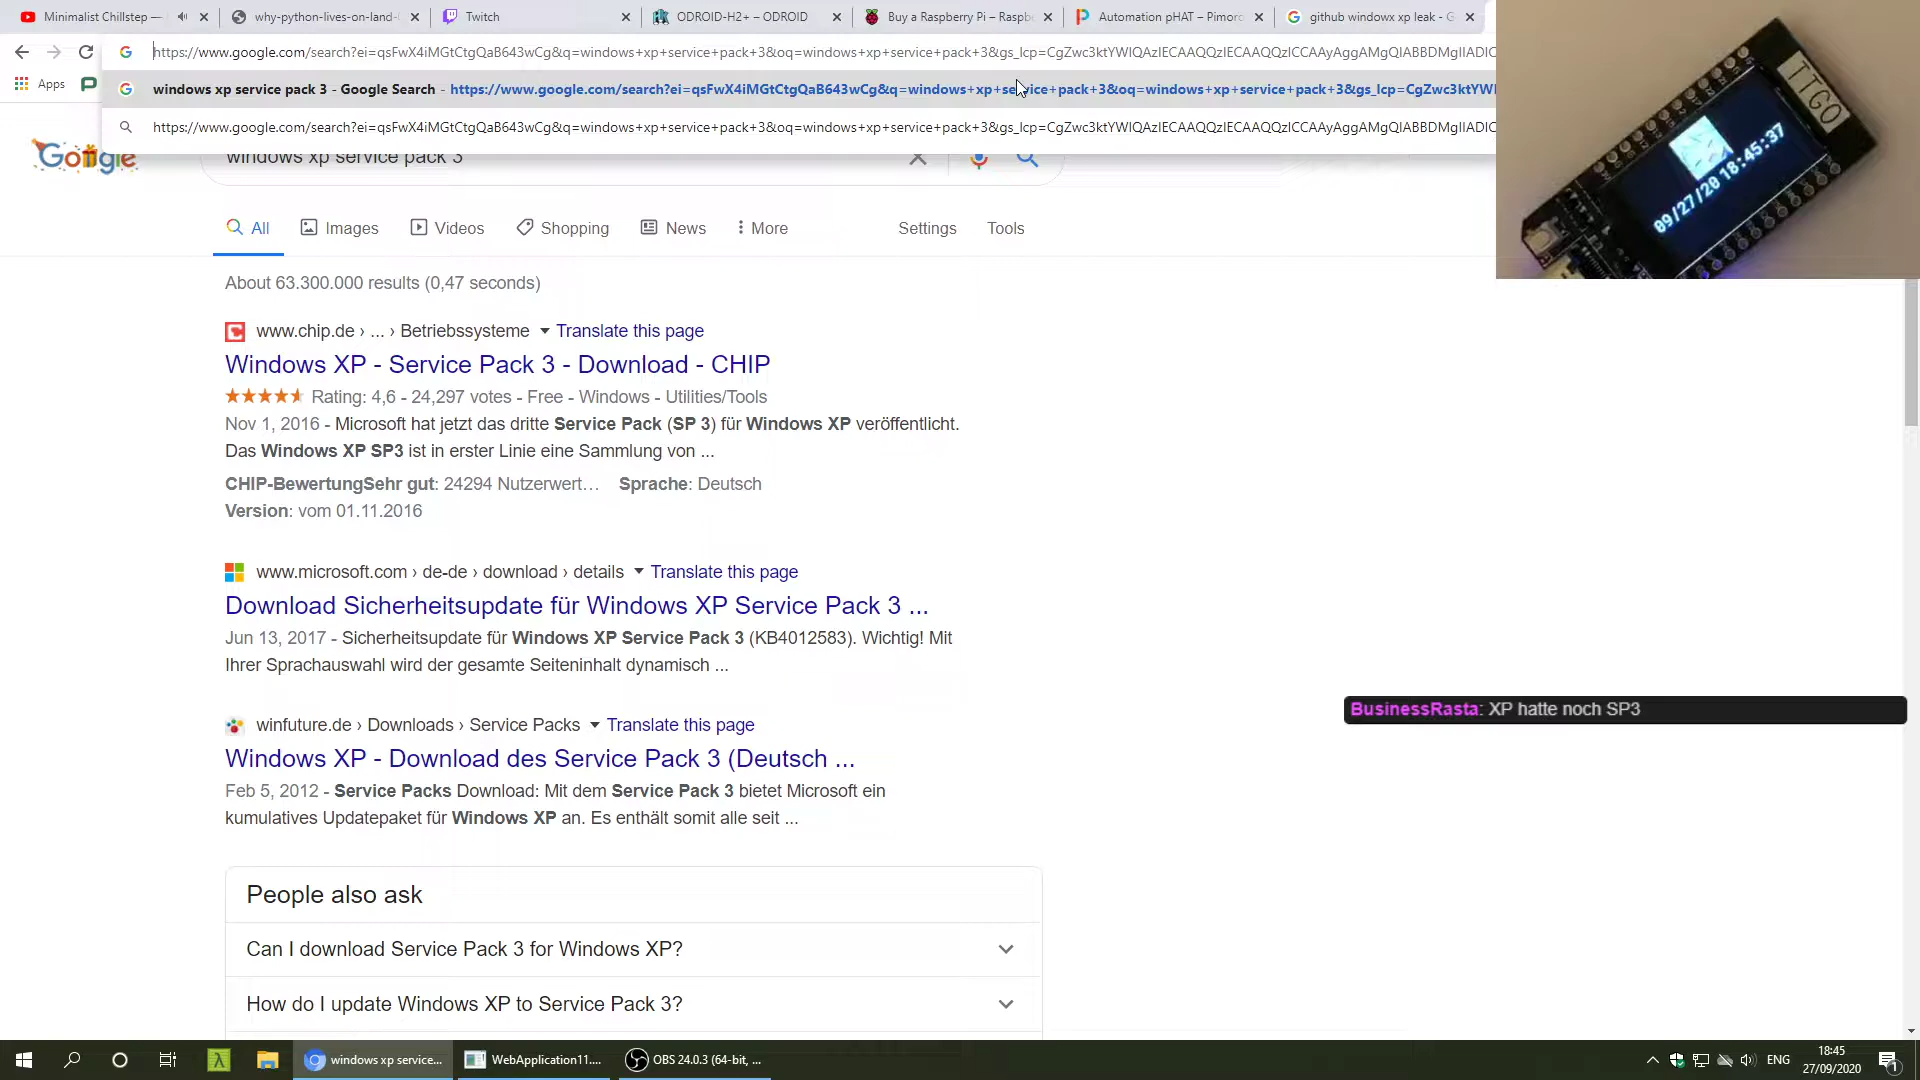 Minimalist Chillstep —
why-python-lives-on-land-
Twitch
ODROID-H2+ – ODROID
Buy a Raspberry Pi – Raspb
Automation pHAT – Pimoro
github windowx xp leak - G
https://www.google.com/search?ei=qsFwX4iMGtCtgQaB643wCg&q=windows+xp+service+pack+3&oq=windows+xp+service+pack+3&gs_lcp=CgZwc3ktYWIQAzIECAAQQzIECAAQQzICCAAyAggAMgQIABBDMgIIADIC
Apps
windows xp service pack 3 - Google Search - https://www.google.com/search?ei=qsFwX4iMGtCtgQaB643wCg&q=windows+xp+service+pack+3&oq=windows+xp+service+pack+3&gs_lcp=CgZwc3ktYWI
https://www.google.com/search?ei=qsFwX4iMGtCtgQaB643wCg&q=windows+xp+service+pack+3&oq=windows+xp+service+pack+3&gs_lcp=CgZwc3ktYWIQAzIECAAQQzIECAAQQzICCAAyAggAMgQIABBDMgIIADIC
Google
windows xp service pack 3
TTGO
09/27/20 18:45:37
All
Images
Videos
Shopping
News
More
Settings
Tools
About 63.300.000 results (0,47 seconds)
www.chip.de › ... › Betriebssysteme
Translate this page
Windows XP - Service Pack 3 - Download - CHIP
Rating: 4,6 - 24,297 votes - Free - Windows - Utilities/Tools
Nov 1, 2016 - Microsoft hat jetzt das dritte Service Pack (SP 3) für Windows XP veröffentlicht.
Das Windows XP SP3 ist in erster Linie eine Sammlung von ...
CHIP-BewertungSehr gut: 24294 Nutzerwert… Sprache: Deutsch
Version: vom 01.11.2016
www.microsoft.com › de-de › download › details
Translate this page
Download Sicherheitsupdate für Windows XP Service Pack 3 ...
Jun 13, 2017 - Sicherheitsupdate für Windows XP Service Pack 3 (KB4012583). Wichtig! Mit
Ihrer Sprachauswahl wird der gesamte Seiteninhalt dynamisch ...
BusinessRasta: XP hatte noch SP3
winfuture.de › Downloads › Service Packs
Translate this page
Windows XP - Download des Service Pack 3 (Deutsch ...
Feb 5, 2012 - Service Packs Download: Mit dem Service Pack 3 bietet Microsoft ein
kumulatives Updatepaket für Windows XP an. Es enthält somit alle seit ...
People also ask
Can I download Service Pack 3 for Windows XP?
How do I update Windows XP to Service Pack 3?
windows xp service...
WebApplication11....
OBS 24.0.3 (64-bit, ...
ENG
18:45
27/09/2020
1